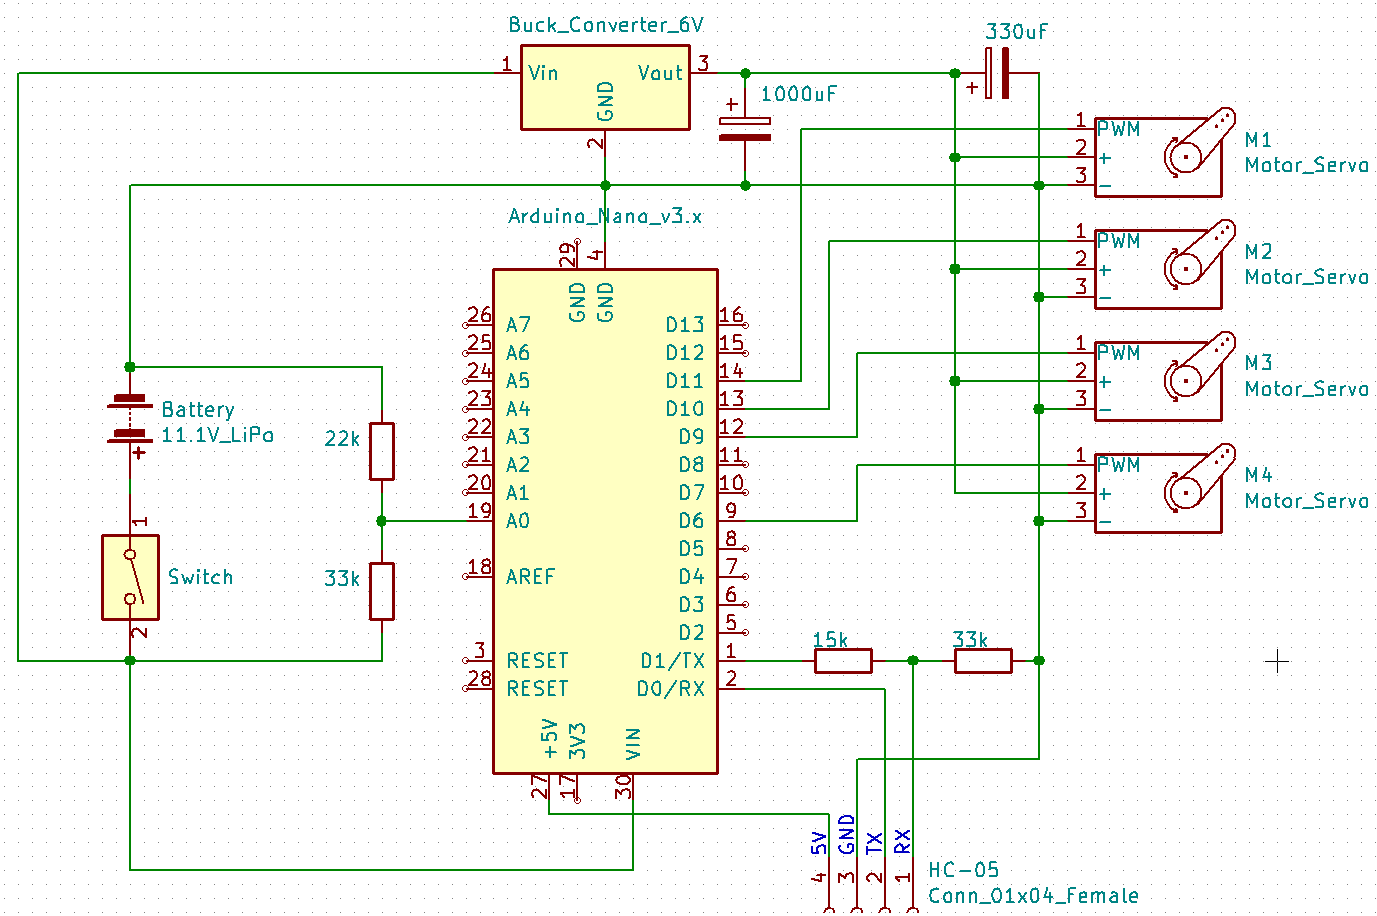 Buck_Converter_6V
1 Vin Vout 3
GND
2
330uF
+
1000uF
+
1 PWM
2 +
3 -
M1
Motor_Servo
1 PWM
2 +
3 -
M2
Motor_Servo
1 PWM
2 +
3 -
M3
Motor_Servo
1 PWM
2 +
3 -
M4
Motor_Servo
Arduino_Nano_v3.x
29 4
GND GND
26 A7 D13 16
25 A6 D12 15
24 A5 D11 14
23 A4 D10 13
22 A3 D9 12
21 A2 D8 11
20 A1 D7 10
19 A0 D6 9
D5 8
18 AREF D4 7
D3 6
D2 5
3 RESET D1/TX 1
28 RESET D0/RX 2
+5V 3V3 VIN
27 17 30
Battery
11.1V_LiPo
+
22k
33k
1
Switch
2
15k
33k
5V GND TX RX
4 3 2 1
HC-05
Conn_01x04_Female